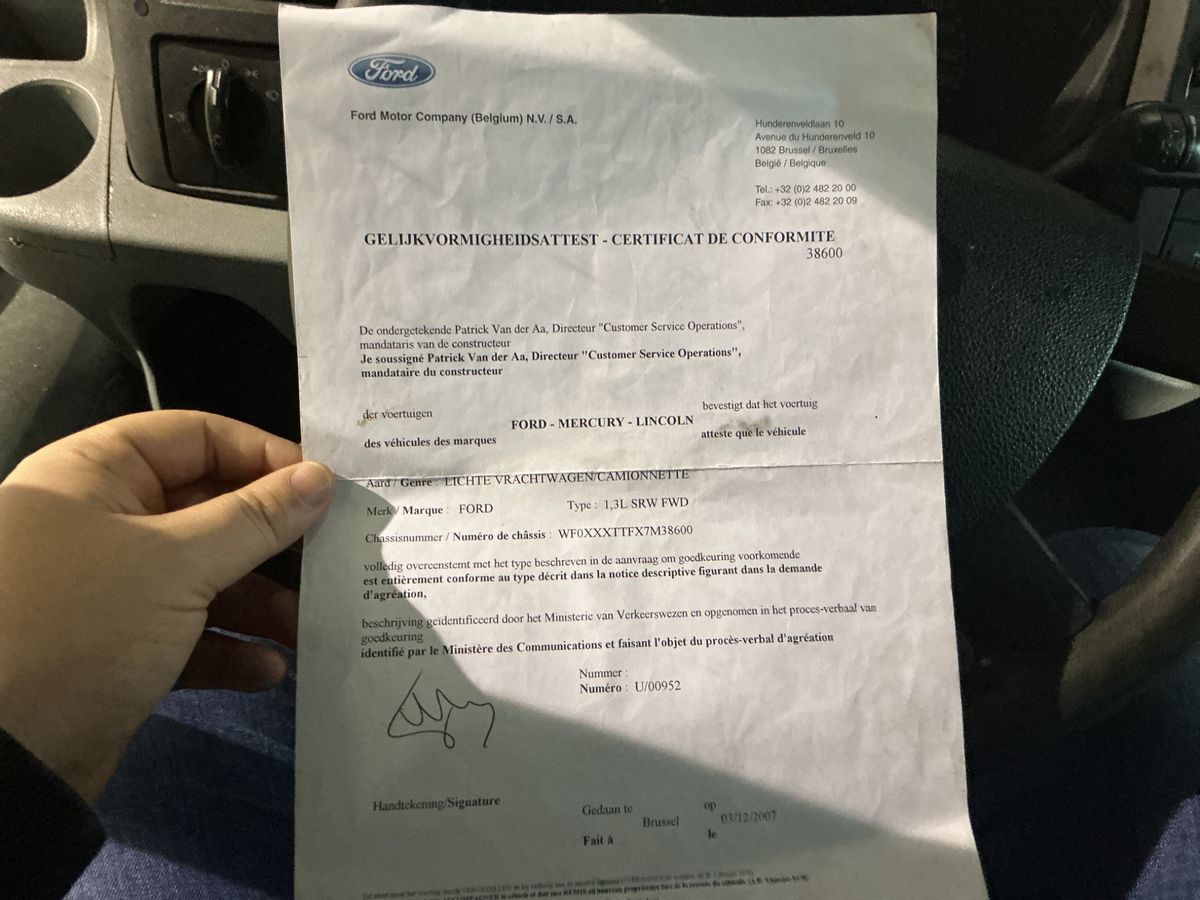 Ford
Ford Motor Company (Belgium) N.V. / S.A.
Hunderenveldlaan 10
Avenue du Hunderenveld 10
1082 Brussel / Bruxelles
België / Belgique
Tel.: +32 (0)2 482 20 00
Fax: +32 (0)2 482 20 09
GELIJKVORMIGHEIDSATTEST - CERTIFICAT DE CONFORMITE
38600
De ondergetekende Patrick Van der Aa, Directeur "Customer Service Operations",
mandataris van de constructeur
Je soussigné Patrick Van der Aa, Directeur "Customer Service Operations",
mandataire du constructeur
der voertuigen
bevestigt dat het voertuig
FORD - MERCURY - LINCOLN
des véhicules des marques
atteste que le véhicule
Aard / Genre : LICHTE VRACHTWAGEN/CAMIONNETTE
Merk / Marque : FORD Type : 1,3L SRW FWD
Chassisnummer / Numéro de châssis : WF0XXXTTFX7M38600
volledig overeenstemt met het type beschreven in de aanvraag om goedkeuring voorkomende
est entièrement conforme au type décrit dans la notice descriptive figurant dans la demande
d'agréation,
beschrijving geïdentificeerd door het Ministerie van Verkeerswezen en opgenomen in het proces-verbaal van
goedkeuring
identifié par le Ministère des Communications et faisant l'objet du procès-verbal d'agréation
Nummer :
Numéro : U/00952
Handtekening/Signature
Gedaan te op
Brussel 03/12/2007
Fait à le